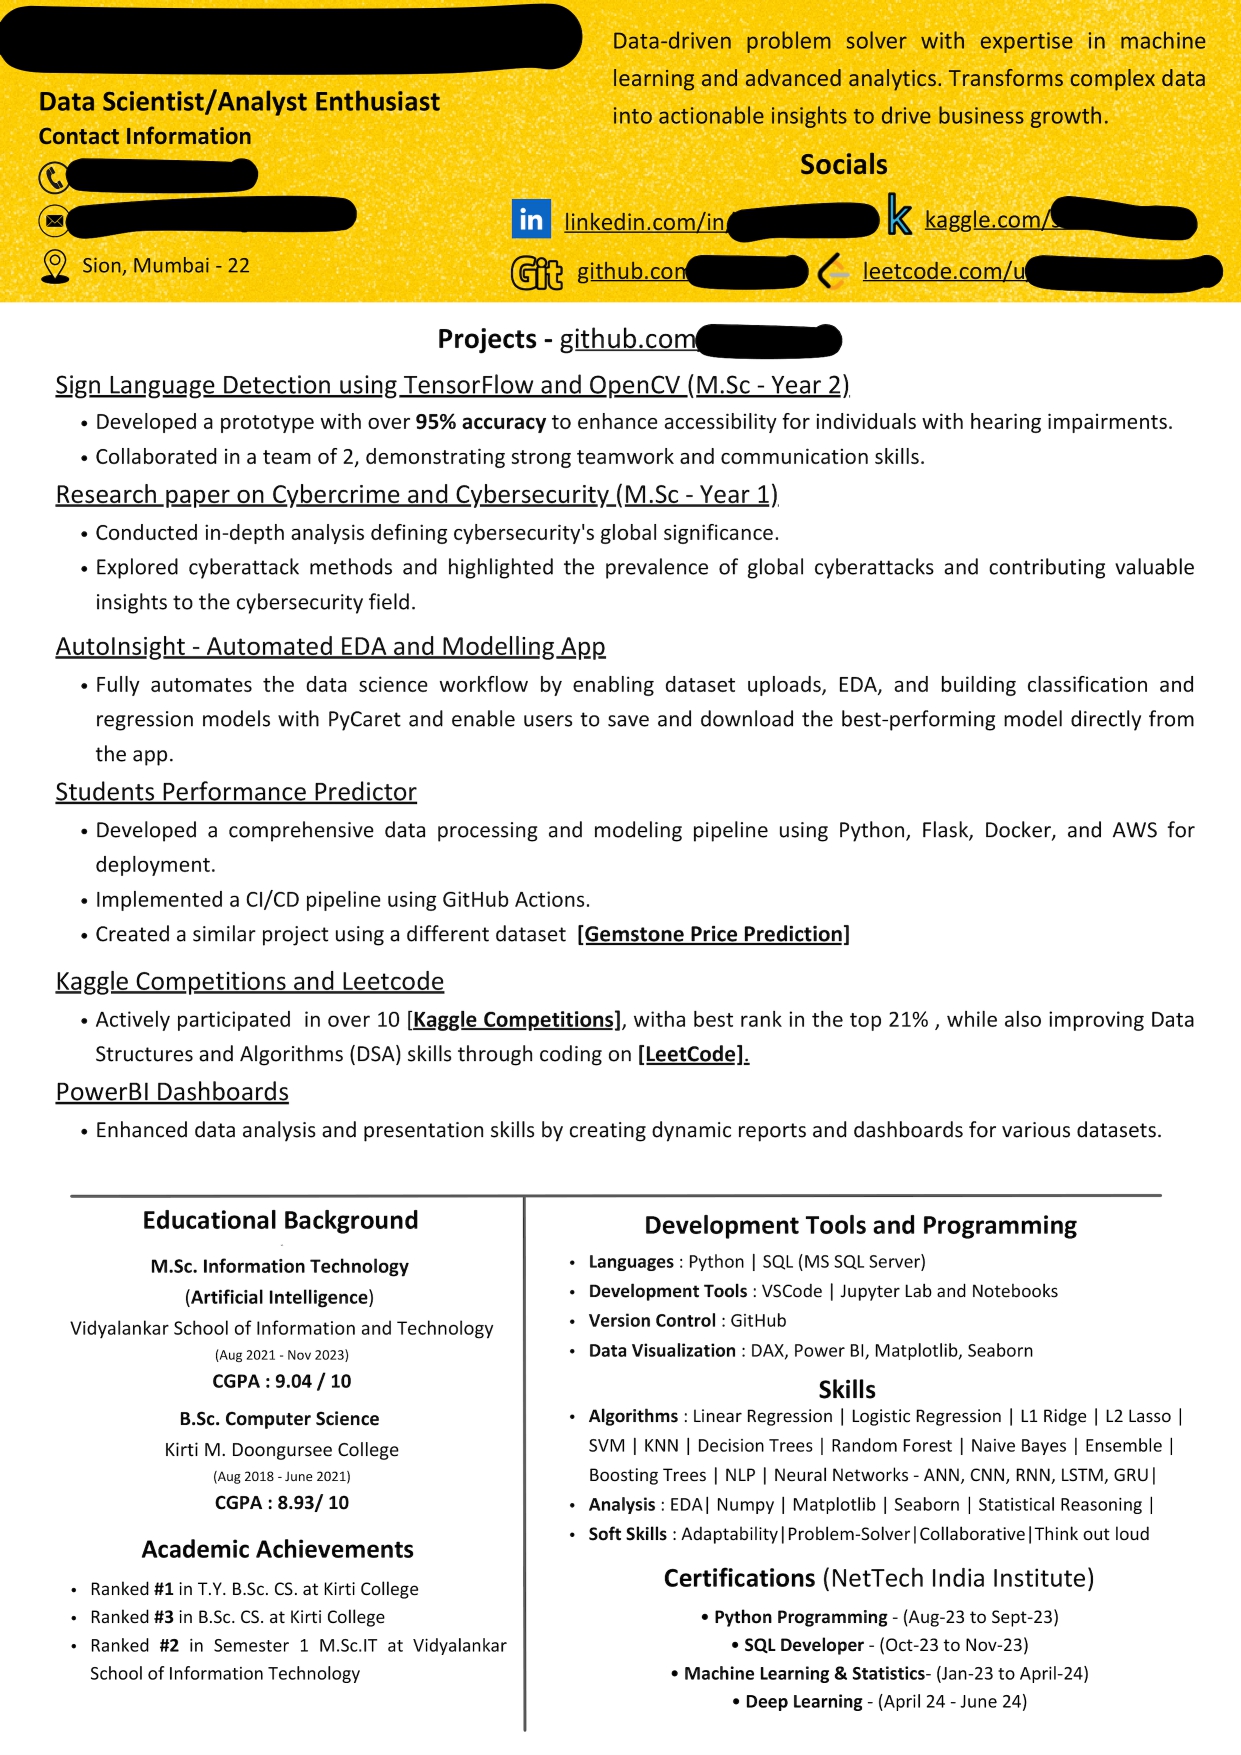 Data Scientist/Analyst Enthusiast
Contact Information
Sion, Mumbai - 22
Data-driven problem solver with expertise in machine
learning and advanced analytics. Transforms complex data
into actionable insights to drive business growth.
Socials
in linkedin.com/in
k kaggle.com/
Git github.com
leetcode.com/u
Projects - github.com
Sign Language Detection using TensorFlow and OpenCV (M.Sc - Year 2)
• Developed a prototype with over 95% accuracy to enhance accessibility for individuals with hearing impairments.
• Collaborated in a team of 2, demonstrating strong teamwork and communication skills.
Research paper on Cybercrime and Cybersecurity (M.Sc - Year 1)
• Conducted in-depth analysis defining cybersecurity's global significance.
• Explored cyberattack methods and highlighted the prevalence of global cyberattacks and contributing valuable
insights to the cybersecurity field.
AutoInsight - Automated EDA and Modelling App
• Fully automates the data science workflow by enabling dataset uploads, EDA, and building classification and
regression models with PyCaret and enable users to save and download the best-performing model directly from
the app.
Students Performance Predictor
• Developed a comprehensive data processing and modeling pipeline using Python, Flask, Docker, and AWS for
deployment.
• Implemented a CI/CD pipeline using GitHub Actions.
• Created a similar project using a different dataset [Gemstone Price Prediction]
Kaggle Competitions and Leetcode
• Actively participated in over 10 [Kaggle Competitions], witha best rank in the top 21% , while also improving Data
Structures and Algorithms (DSA) skills through coding on [LeetCode].
PowerBI Dashboards
• Enhanced data analysis and presentation skills by creating dynamic reports and dashboards for various datasets.
Educational Background
M.Sc. Information Technology
(Artificial Intelligence)
Vidyalankar School of Information and Technology
(Aug 2021 - Nov 2023)
CGPA : 9.04 / 10
B.Sc. Computer Science
Kirti M. Doongursee College
(Aug 2018 - June 2021)
CGPA : 8.93/ 10
Academic Achievements
• Ranked #1 in T.Y. B.Sc. CS. at Kirti College
• Ranked #3 in B.Sc. CS. at Kirti College
• Ranked #2 in Semester 1 M.Sc.IT at Vidyalankar
School of Information Technology
Development Tools and Programming
• Languages : Python | SQL (MS SQL Server)
• Development Tools : VSCode | Jupyter Lab and Notebooks
• Version Control : GitHub
• Data Visualization : DAX, Power BI, Matplotlib, Seaborn
Skills
• Algorithms : Linear Regression | Logistic Regression | L1 Ridge | L2 Lasso |
SVM | KNN | Decision Trees | Random Forest | Naive Bayes | Ensemble |
Boosting Trees | NLP | Neural Networks - ANN, CNN, RNN, LSTM, GRU|
• Analysis : EDA| Numpy | Matplotlib | Seaborn | Statistical Reasoning |
• Soft Skills : Adaptability|Problem-Solver|Collaborative|Think out loud
Certifications (NetTech India Institute)
• Python Programming - (Aug-23 to Sept-23)
• SQL Developer - (Oct-23 to Nov-23)
• Machine Learning & Statistics- (Jan-23 to April-24)
• Deep Learning - (April 24 - June 24)